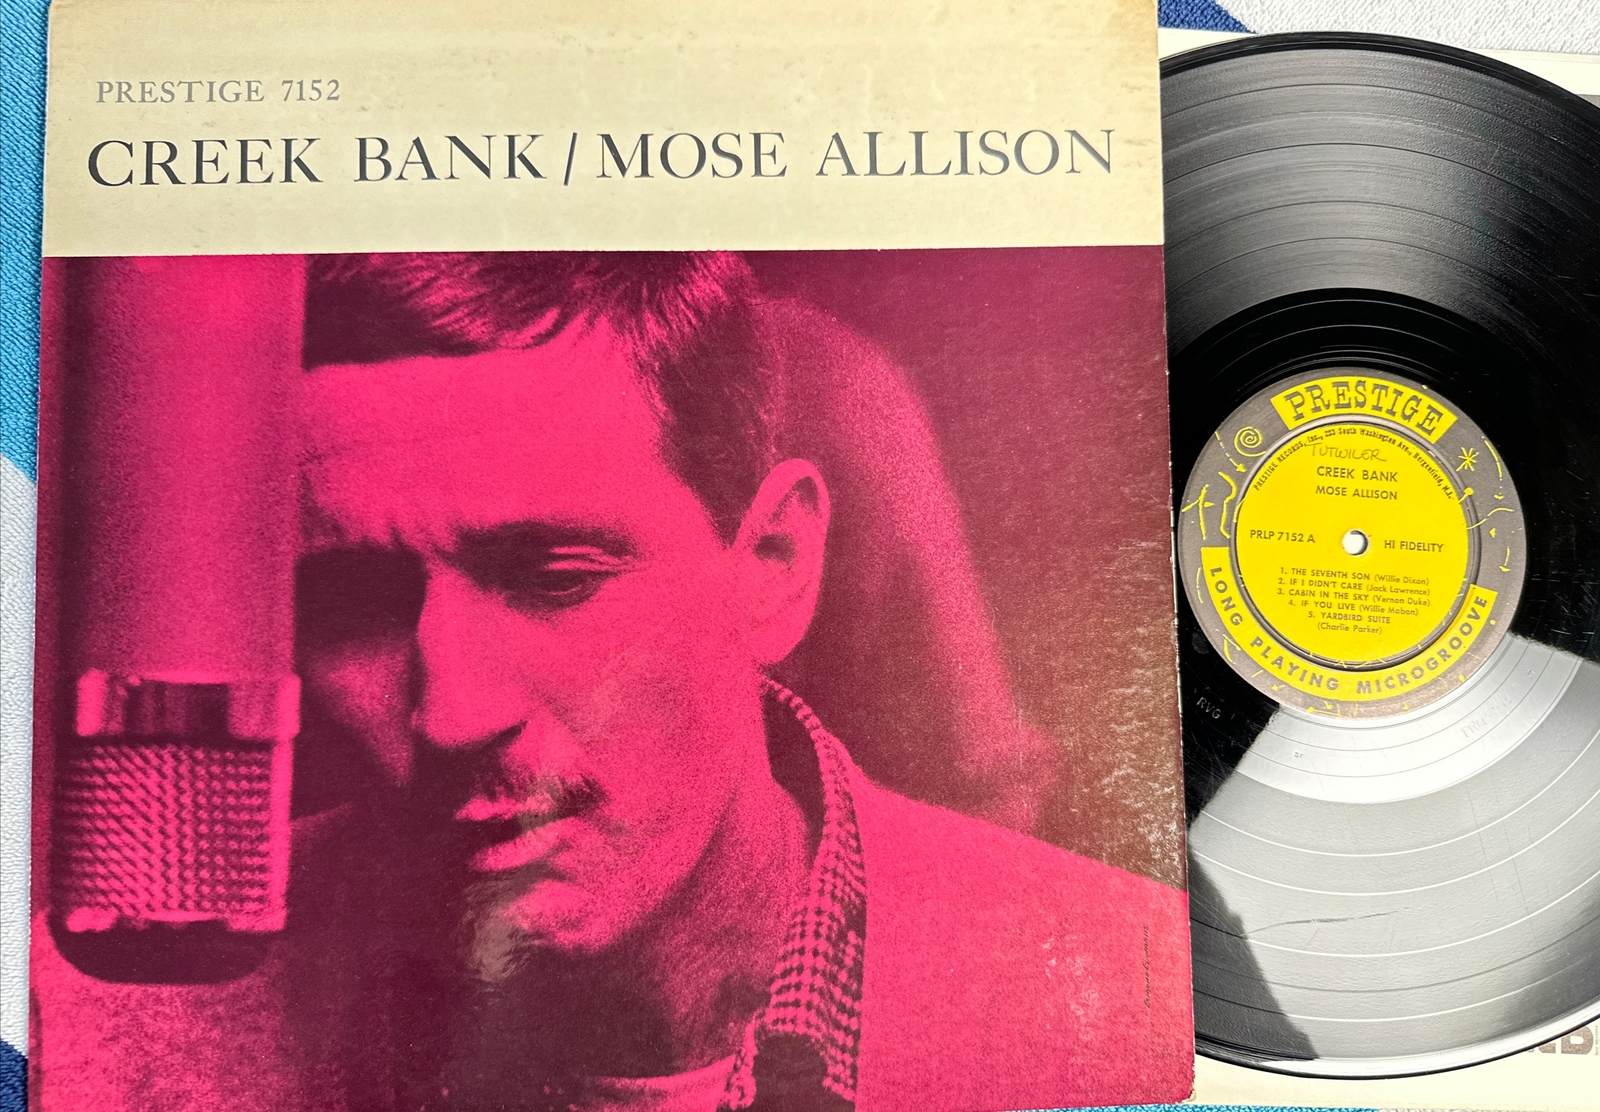 PRESTIGE 7152
CREEK BANK / MOSE ALLISON
PRESTIGE
PRESTIGE RECORDS, Inc., 203 South Washington Ave., Bergenfield, N.J.
TUTWILER
CREEK BANK
MOSE ALLISON
PRLP 7152 A
HI FIDELITY
1. THE SEVENTH SON (Willie Dixon)
2. IF I DIDN'T CARE (Jack Lawrence)
3. CABIN IN THE SKY (Vernon Duke)
4. IF YOU LIVE (Willie Maban)
5. YARDBIRD SUITE
(Charlie Parker)
LONG PLAYING MICROGROOVE
RVG